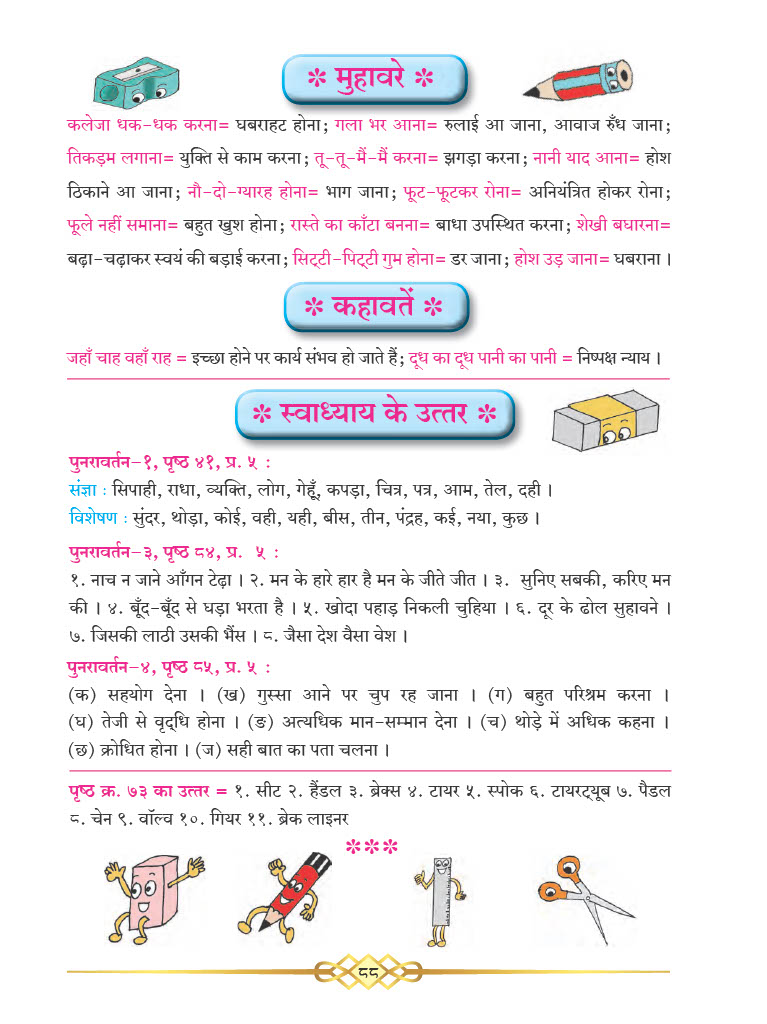 * मुहावरे *
कलेजा धक-धक करना= घबराहट होना; गला भर आना= रुलाई आ जाना, आवाज रुँध जाना;
तिकड़म लगाना= युक्ति से काम करना; तू-तू-मैं-मैं करना= झगड़ा करना; नानी याद आना= होश
ठिकाने आ जाना; नौ-दो-ग्यारह होना= भाग जाना; फूट-फूटकर रोना= अनियंत्रित होकर रोना;
फूले नहीं समाना= बहुत खुश होना; रास्ते का काँटा बनना= बाधा उपस्थित करना; शेखी बघारना=
बढ़ा-चढ़ाकर स्वयं की बड़ाई करना; सिट्‌टी-पिट्‌टी गुम होना= डर जाना; होश उड़ जाना= घबराना ।
* कहावतें *
जहाँ चाह वहाँ राह = इच्छा होने पर कार्य संभव हो जाते हैं; दूध का दूध पानी का पानी = निष्पक्ष न्याय ।
* स्वाध्याय के उत्तर *
पुनरावर्तन-१, पृष्ठ ४१, प्र. ५ :
संज्ञा : सिपाही, राधा, व्यक्ति, लोग, गेहूँ, कपड़ा, चित्र, पत्र, आम, तेल, दही ।
विशेषण : सुंदर, थोड़ा, कोई, वही, यही, बीस, तीन, पंद्रह, कई, नया, कुछ ।
पुनरावर्तन-३, पृष्ठ ८४, प्र. ५ :
१. नाच न जाने आँगन टेढ़ा । २. मन के हारे हार है मन के जीते जीत । ३. सुनिए सबकी, करिए मन
की । ४. बूँद-बूँद से घड़ा भरता है । ५. खोदा पहाड़ निकली चुहिया । ६. दूर के ढोल सुहावने ।
७. जिसकी लाठी उसकी भैंस । ८. जैसा देश वैसा वेश ।
पुनरावर्तन-४, पृष्ठ ८५, प्र. ५ :
(क) सहयोग देना । (ख) गुस्सा आने पर चुप रह जाना । (ग) बहुत परिश्रम करना ।
(घ) तेजी से वृद्‌धि होना । (ङ) अत्यधिक मान-सम्मान देना । (च) थोड़े में अधिक कहना ।
(छ) क्रोधित होना । (ज) सही बात का पता चलना ।
पृष्ठ क्र. ७३ का उत्तर = १. सीट २. हैंडल ३. ब्रेक्स ४. टायर ५. स्पोक ६. टायरट्‌यूब ७. पैडल
८. चेन ९. वॉल्व १०. गियर ११. ब्रेक लाइनर
***
८८